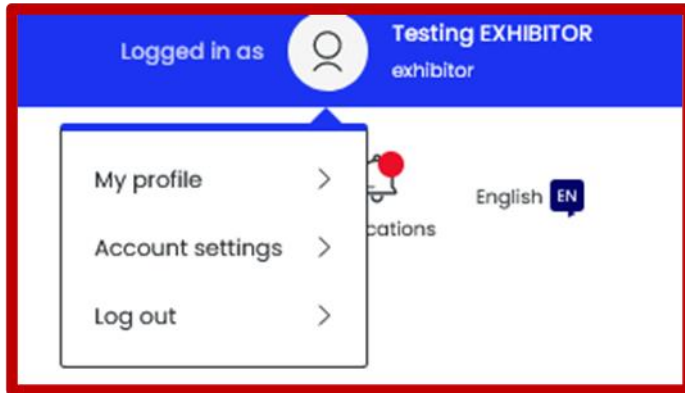 Logged in as
Testing EXHIBITOR
exhibitor
My profile
Account settings
Log out
cations
English EN